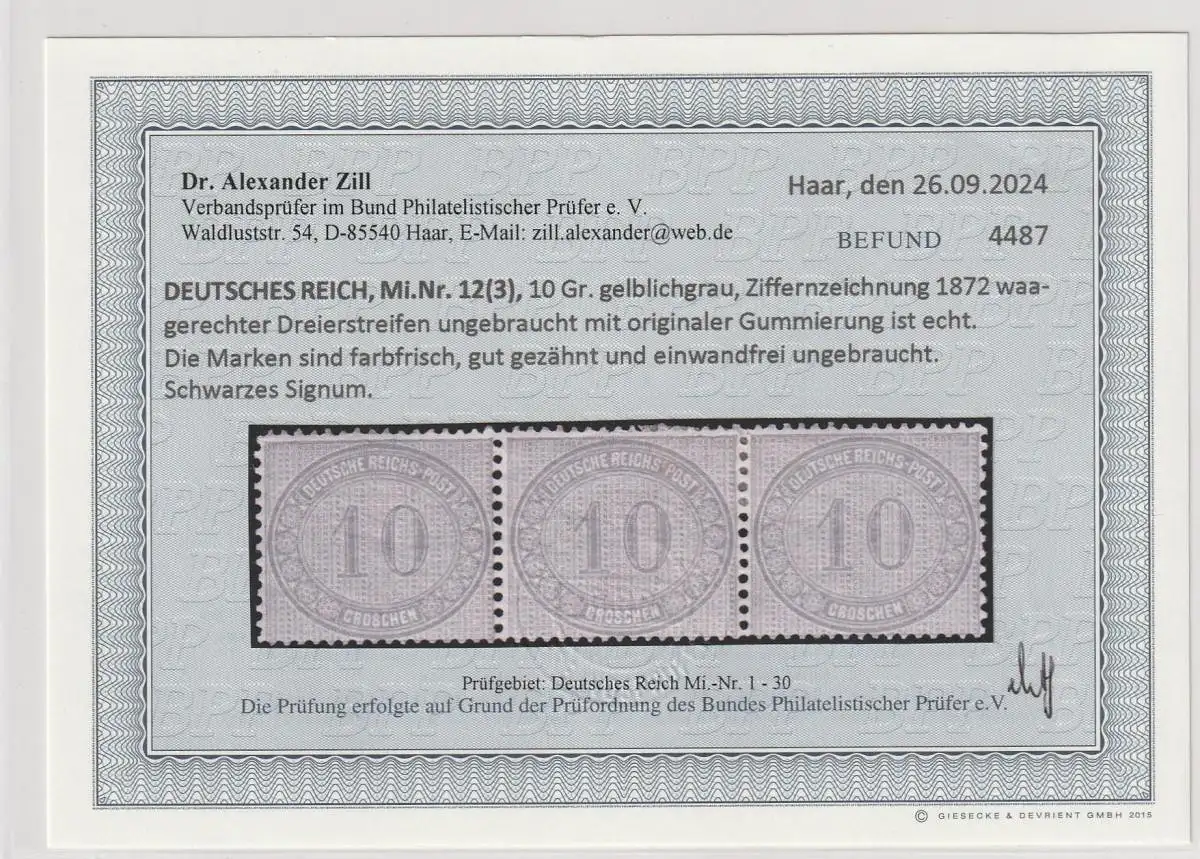 Dr. Alexander Zill
Verbandsprüfer im Bund Philatelistischer Prüfer e. V.
Waldluststr. 54, D-85540 Haar, E-Mail: zill.alexander@web.de
Haar, den 26.09.2024
BEFUND 4487
DEUTSCHES REICH, Mi.Nr. 12(3), 10 Gr. gelblichgrau, Ziffernzeichnung 1872 waa-
gerechter Dreierstreifen ungebraucht mit originaler Gummierung ist echt.
Die Marken sind farbfrisch, gut gezähnt und einwandfrei ungebraucht.
Schwarzes Signum.
DEUTSCHE REICHS-POST
10
GROSCHEN
DEUTSCHE REICHS-POST
10
GROSCHEN
DEUTSCHE REICHS-POST
10
GROSCHEN
Prüfgebiet: Deutsches Reich Mi.-Nr. 1 - 30
Die Prüfung erfolgte auf Grund der Prüfordnung des Bundes Philatelistischer Prüfer e.V.
© GIESECKE & DEVRIENT GMBH 2015